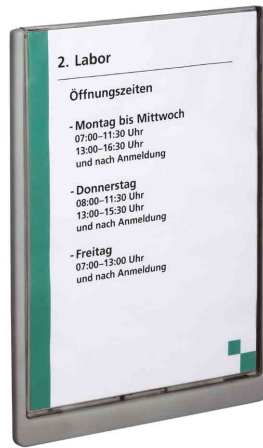 2. Labor
Öffnungszeiten
- Montag bis Mittwoch
07:00–11:30 Uhr
13:00–16:30 Uhr
und nach Anmeldung
- Donnerstag
08:00–11:30 Uhr
13:00–15:30 Uhr
und nach Anmeldung
- Freitag
07:00–13:00 Uhr
und nach Anmeldung